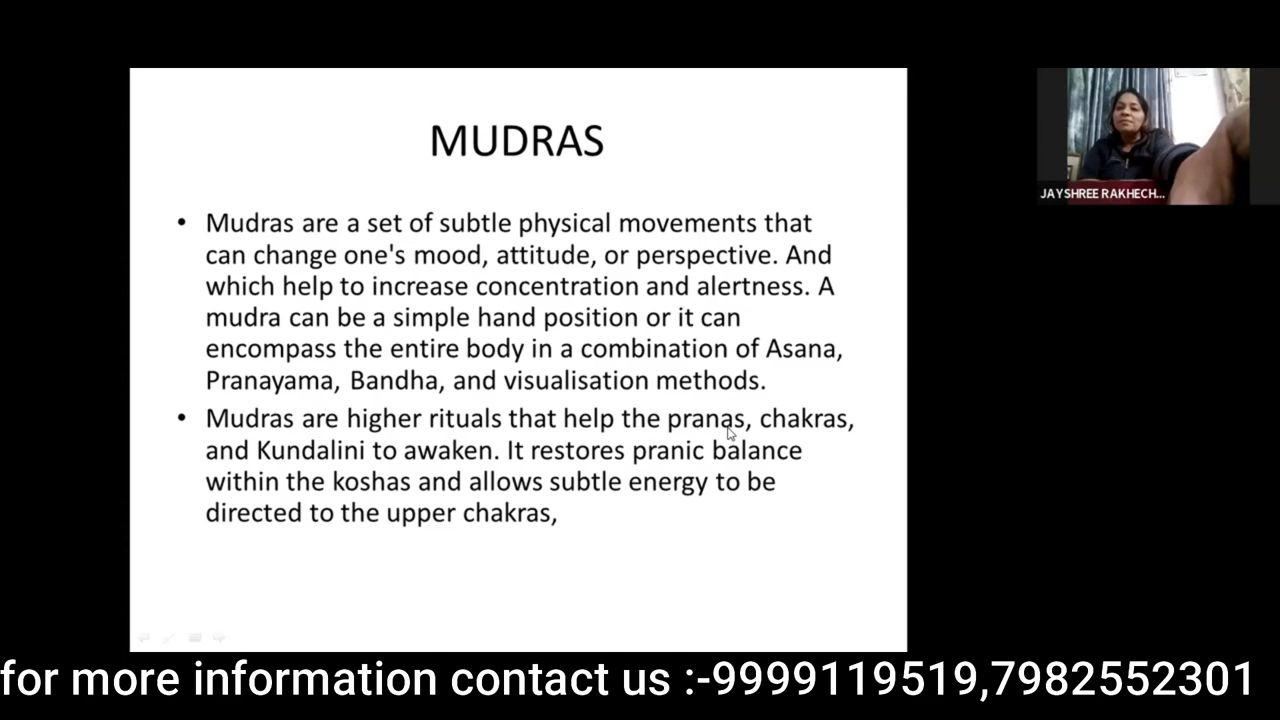 MUDRAS
• Mudras are a set of subtle physical movements that
can change one's mood, attitude, or perspective. And
which help to increase concentration and alertness. A
mudra can be a simple hand position or it can
encompass the entire body in a combination of Asana,
Pranayama, Bandha, and visualisation methods.
• Mudras are higher rituals that help the pranas, chakras,
and Kundalini to awaken. It restores pranic balance
within the koshas and allows subtle energy to be
directed to the upper chakras,
JAYSHREE RAKHECH...
for more information contact us :-9999119519,7982552301